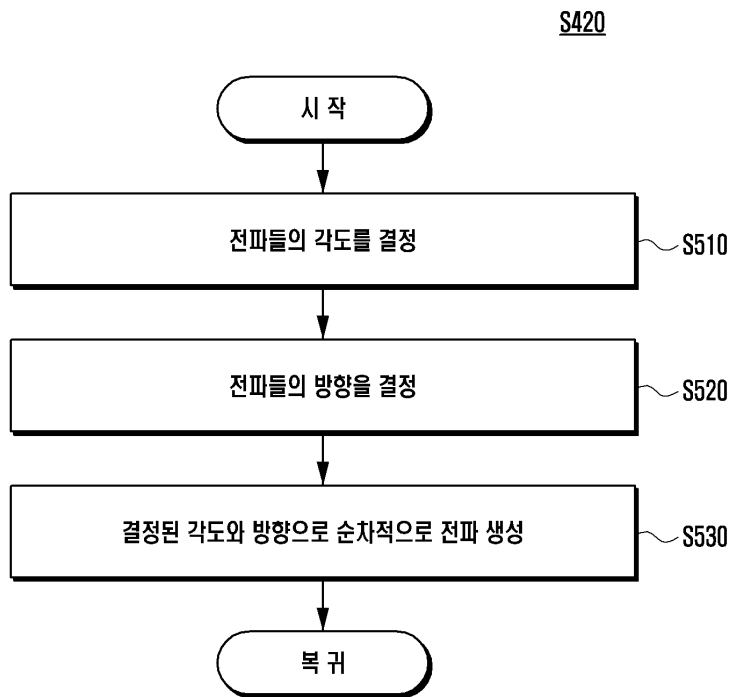 S420
시 작
전파들의 각도를 결정
S510
전파들의 방향을 결정
S520
결정된 각도와 방향으로 순차적으로 전파 생성
S530
복 귀